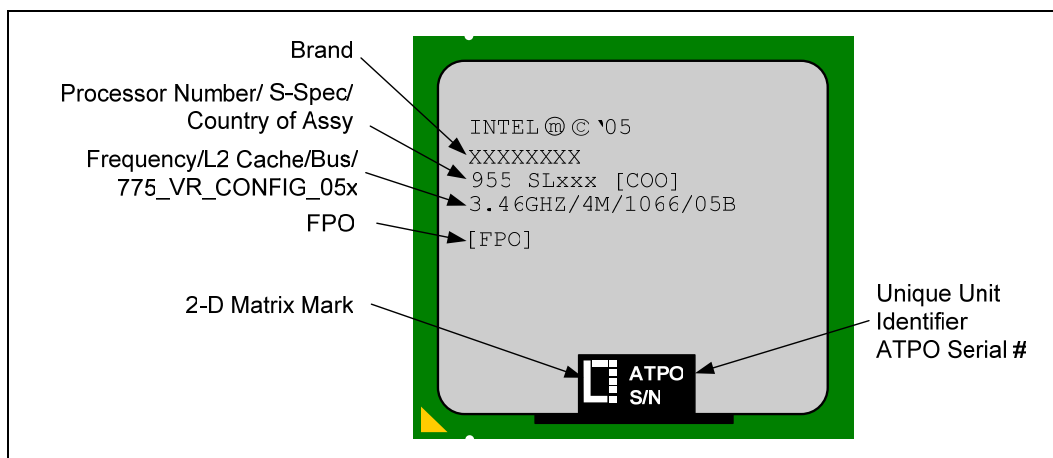 Brand
Processor Number/ S-Spec/
Country of Assy
Frequency/L2 Cache/Bus/
775_VR_CONFIG_05x
FPO
2-D Matrix Mark
INTEL ⓜ © '05
XXXXXXXX
955 SLxxx [COO]
3.46GHZ/4M/1066/05B
[FPO]
ATPO
S/N
Unique Unit
Identifier
ATPO Serial #